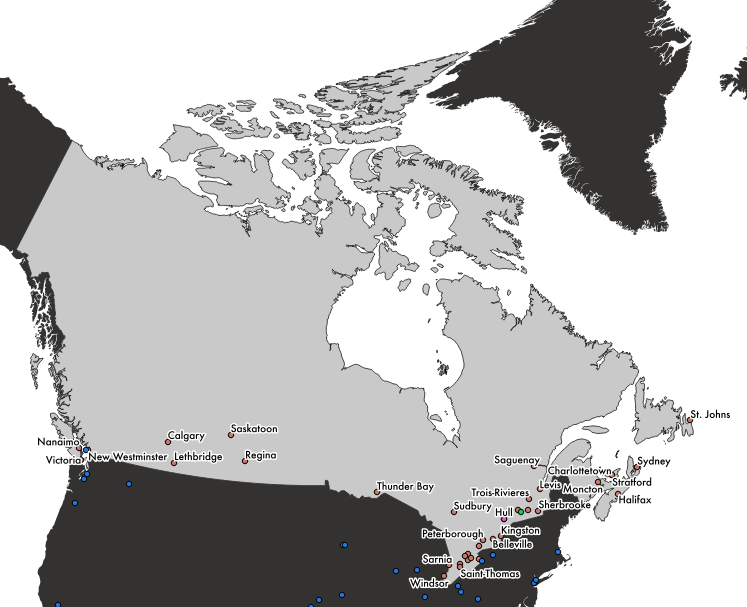 St. Johns
Calgary
Saskatoon
Nanaimo
Victoria
New Westminster
Lethbridge
Regina
Saguenay
Charlottetown
Sydney
Thunder Bay
Trois-Rivieres
Levis
Moncton
Stratford
Halifax
Sudbury
Hull
Sherbrooke
Peterborough
Kingston
Belleville
Sarnia
Saint-Thomas
Windsor